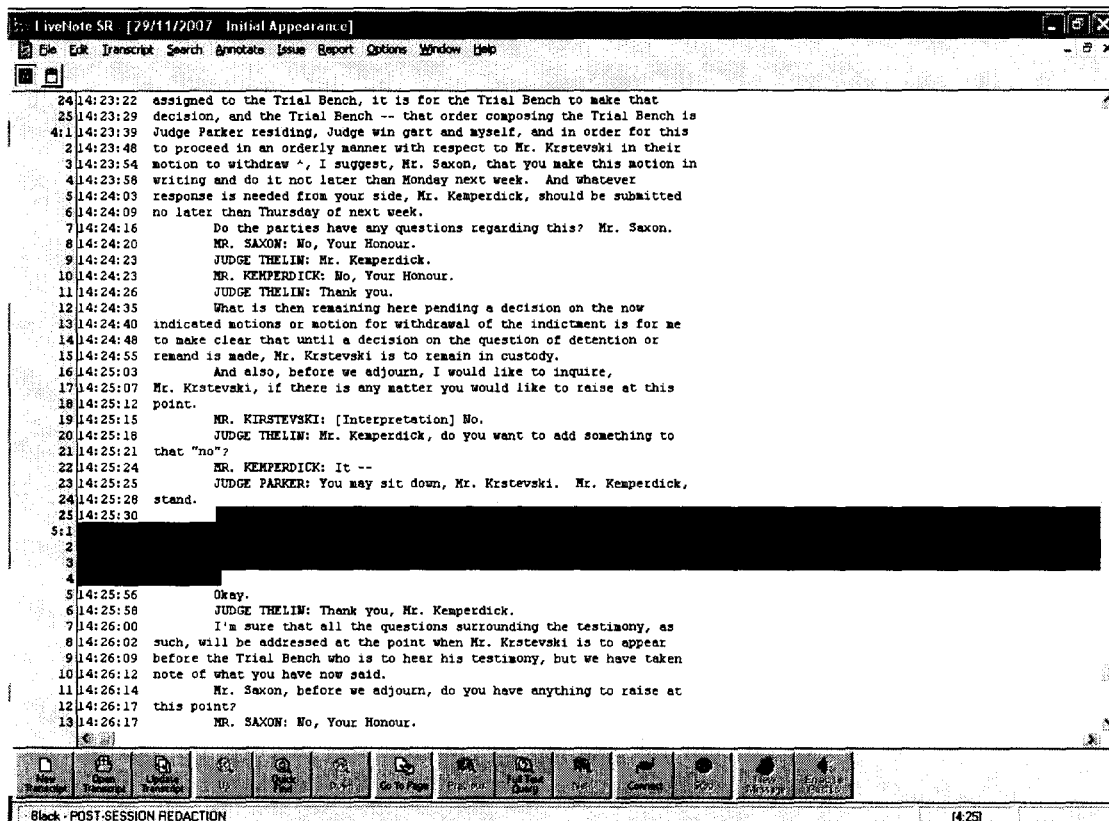 LiveNote SR - [29/11/2007 - Initial Appearance]
File Edit Transcript Search Annotate Issue Report Options Window Help
24 14:23:22 assigned to the Trial Bench, it is for the Trial Bench to make that
25 14:23:29 decision, and the Trial Bench -- that order composing the Trial Bench is
4:1 14:23:39 Judge Parker residing, Judge win gart and myself, and in order for this
2 14:23:48 to proceed in an orderly manner with respect to Mr. Krstevski in their
3 14:23:54 motion to withdraw ^, I suggest, Mr. Saxon, that you make this motion in
4 14:23:58 writing and do it not later than Monday next week. And whatever
5 14:24:03 response is needed from your side, Mr. Kemperdick, should be submitted
6 14:24:09 no later than Thursday of next week.
7 14:24:16 Do the parties have any questions regarding this? Mr. Saxon.
8 14:24:20 MR. SAXON: No, Your Honour.
9 14:24:23 JUDGE THELIN: Mr. Kemperdick.
10 14:24:23 MR. KEMPERDICK: No, Your Honour.
11 14:24:26 JUDGE THELIN: Thank you.
12 14:24:35 What is then remaining here pending a decision on the now
13 14:24:40 indicated motions or motion for withdrawal of the indictment is for me
14 14:24:48 to make clear that until a decision on the question of detention or
15 14:24:55 remand is made, Mr. Krstevski is to remain in custody.
16 14:25:03 And also, before we adjourn, I would like to inquire,
17 14:25:07 Mr. Krstevski, if there is any matter you would like to raise at this
18 14:25:12 point.
19 14:25:15 MR. KIRSTEVSKI: [Interpretation] No.
20 14:25:18 JUDGE THELIN: Mr. Kemperdick, do you want to add something to
21 14:25:21 that "no"?
22 14:25:24 MR. KEMPERDICK: It --
23 14:25:25 JUDGE PARKER: You may sit down, Mr. Krstevski. Mr. Kemperdick,
24 14:25:28 stand.
25 14:25:30
5:1
2
3
4
5 14:25:56 Okay.
6 14:25:58 JUDGE THELIN: Thank you, Mr. Kemperdick.
7 14:26:00 I'm sure that all the questions surrounding the testimony, as
8 14:26:02 such, will be addressed at the point when Mr. Krstevski is to appear
9 14:26:09 before the Trial Bench who is to hear his testimony, but we have taken
10 14:26:12 note of what you have now said.
11 14:26:14 Mr. Saxon, before we adjourn, do you have anything to raise at
12 14:26:17 this point?
13 14:26:17 MR. SAXON: No, Your Honour.
New Transcript Open Transcript Update Transcript Quick Find Go To Page Full Text Query Connect
Black - POST-SESSION REDACTION [4:25]